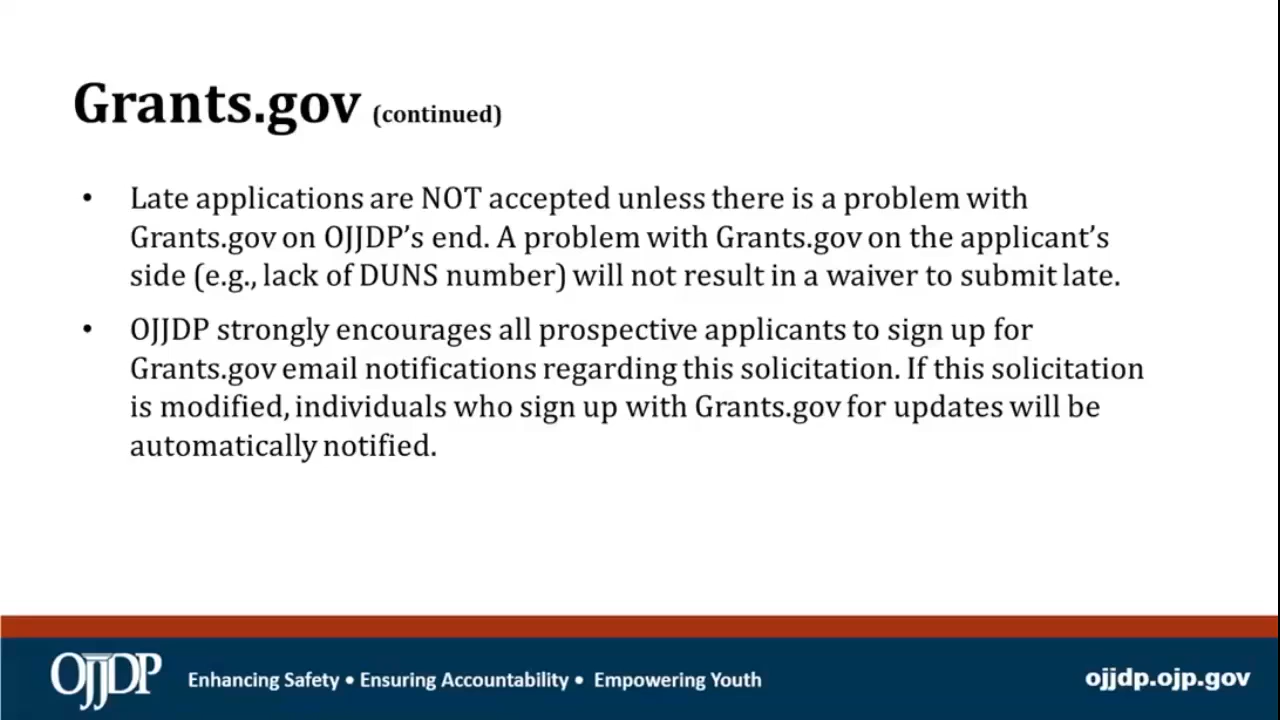 Grants.gov (continued)
• Late applications are NOT accepted unless there is a problem with
Grants.gov on OJJDP’s end. A problem with Grants.gov on the applicant’s
side (e.g., lack of DUNS number) will not result in a waiver to submit late.
• OJJDP strongly encourages all prospective applicants to sign up for
Grants.gov email notifications regarding this solicitation. If this solicitation
is modified, individuals who sign up with Grants.gov for updates will be
automatically notified.
OJJDP Enhancing Safety • Ensuring Accountability • Empowering Youth ojjdp.ojp.gov